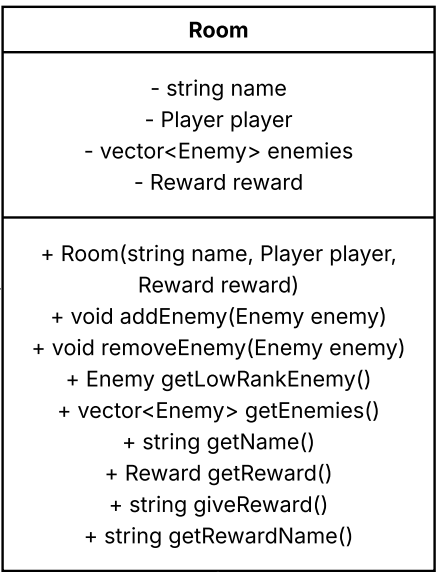 Room
- string name
- Player player
- vector<Enemy> enemies
- Reward reward
+ Room(string name, Player player,
Reward reward)
+ void addEnemy(Enemy enemy)
+ void removeEnemy(Enemy enemy)
+ Enemy getLowRankEnemy()
+ vector<Enemy> getEnemies()
+ string getName()
+ Reward getReward()
+ string giveReward()
+ string getRewardName()